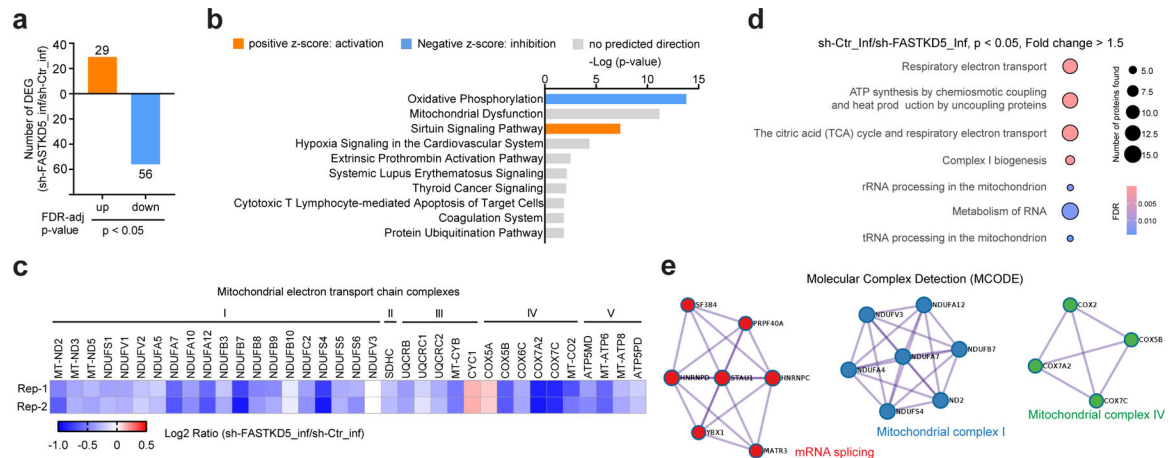 a
Number of DEG
(sh-FASTKD5_inf/sh-Ctr_inf)
40
20
0
20
40
60
29
56
up
down
FDR-adj
p-value
p < 0.05
b
positive z-score: activation
Negative z-score: inhibition
no predicted direction
-Log (p-value)
0
5
10
15
Oxidative Phosphorylation
Mitochondrial Dysfunction
Sirtuin Signaling Pathway
Hypoxia Signaling in the Cardiovascular System
Extrinsic Prothrombin Activation Pathway
Systemic Lupus Erythematosus Signaling
Thyroid Cancer Signaling
Cytotoxic T Lymphocyte-mediated Apoptosis of Target Cells
Coagulation System
Protein Ubiquitination Pathway
c
Mitochondrial electron transport chain complexes
I
II
III
IV
V
MT-ND2
MT-ND3
MT-ND5
NDUFS1
NDUFV1
NDUFV2
NDUFA5
NDUFA7
NDUFA10
NDUFA12
NDUFB3
NDUFB7
NDUFB8
NDUFB9
NDUFB10
NDUFC2
NDUFS4
NDUFS5
NDUFS6
NDUFV3
SDHC
UQCRB
UQCRC1
UQCRC2
MT-CYB
CYC1
COX5A
COX5B
COX6C
COX7A2
COX7C
MT-CO2
ATP5MD
MT-ATP6
MT-ATP8
ATP5PD
Rep-1
Rep-2
-1.0
-0.5
0
0.5
Log2 Ratio (sh-FASTKD5_inf/sh-Ctr_inf)
d
sh-Ctr_Inf/sh-FASTKD5_Inf, p < 0.05, Fold change > 1.5
Respiratory electron transport
ATP synthesis by chemiosmotic coupling
and heat prod uction by uncoupling proteins
The citric acid (TCA) cycle and respiratory electron transport
Complex I biogenesis
rRNA processing in the mitochondrion
Metabolism of RNA
tRNA processing in the mitochondrion
Number of proteins found
5.0
7.5
10.0
12.5
15.0
FDR
0.005
0.010
e
Molecular Complex Detection (MCODE)
SF3B4
PRPF40A
HNRNPD
STAU1
HNRNPC
YBX1
MATR3
mRNA splicing
NDUFA12
NDUFV3
NDUFB7
NDUFA7
NDUFA4
ND2
NDUFS4
Mitochondrial complex I
COX2
COX5B
COX7A2
COX7C
Mitochondrial complex IV